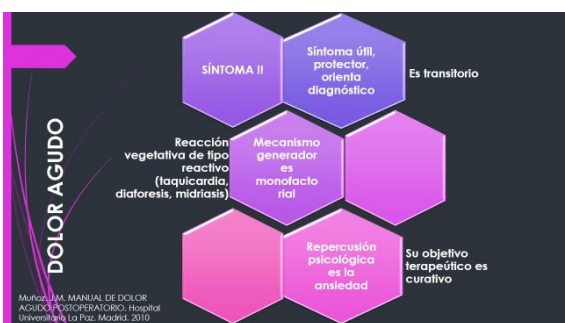 DOLOR AGUDO
SÍNTOMA !!
Síntoma útil,
protector,
orienta
diagnóstico
Es transitorio
Reacción
vegetativa de tipo
reactivo
(taquicardia,
diaforesis, midriasis)
Mecanismo
generador
es
monofacto
rial
Repercusión
psicológica
es la
ansiedad
Su objetivo
terapeútico es
curativo
Muñoz, J.M. MANUAL DE DOLOR
AGUDO POSTOPERATORIO. Hospital
Universitario La Paz. Madrid. 2010